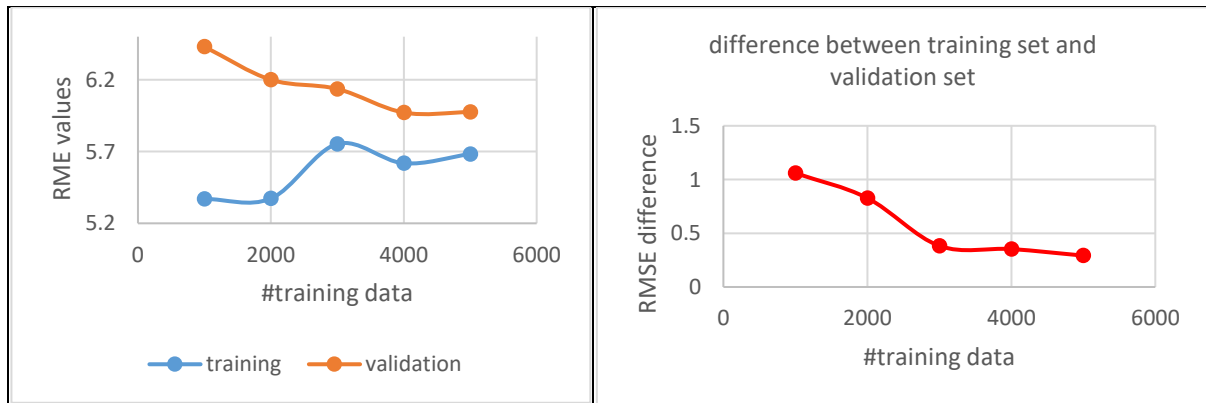 RME values
6.2
5.7
5.2
0
2000
4000
6000
#training data
training
validation
difference between training set and
validation set
RMSE difference
1.5
1
0.5
0
0
2000
4000
6000
#training data